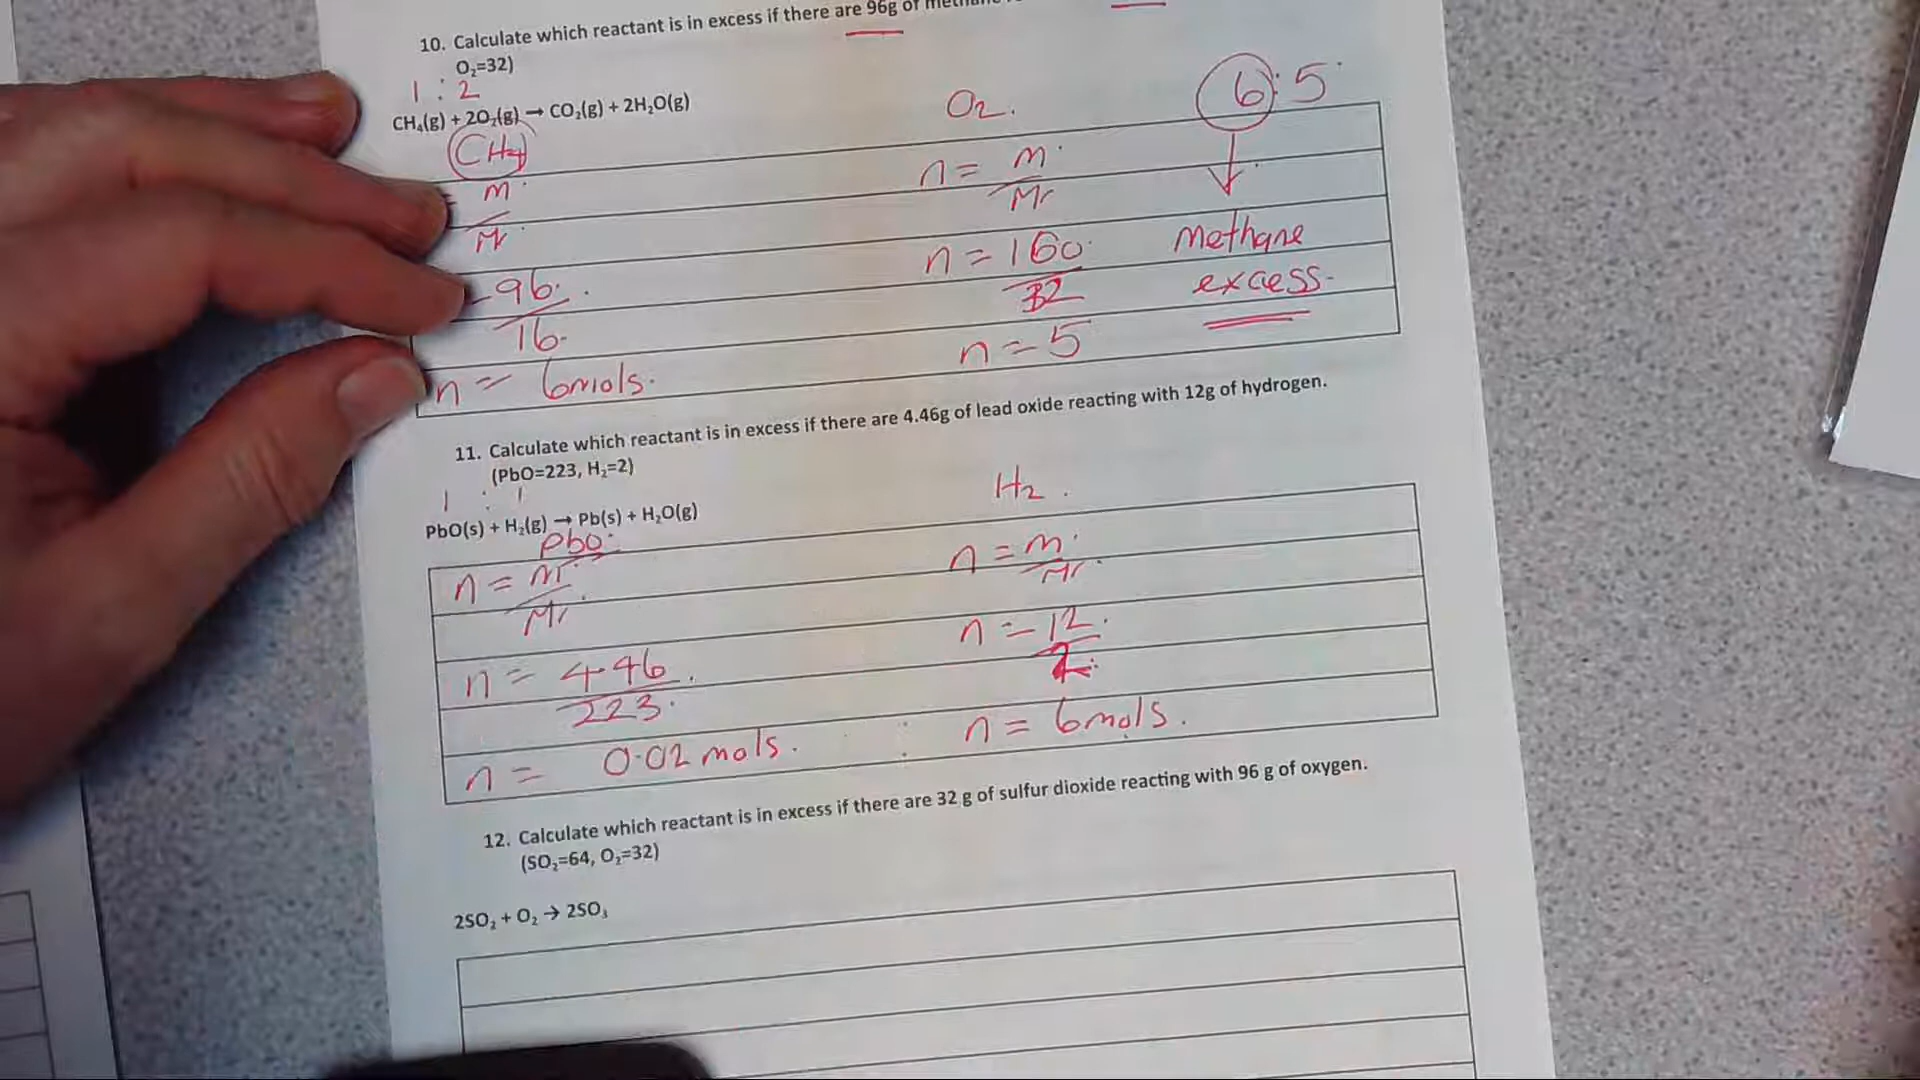 10. Calculate which reactant is in excess if there are 96g of
O₂=32)
1 : 2
CH₄(g) + 2O₂(g) → CO₂(g) + 2H₂O(g)
CH4
m
Mr
96
16
n = 6mols.
O2.
n = m
Mr
n = 160
32
n = 5
6:5
Methane
excess.
11. Calculate which reactant is in excess if there are 4.46g of lead oxide reacting with 12g of hydrogen.
(PbO=223, H₂=2)
1 : 1
PbO(s) + H₂(g) → Pb(s) + H₂O(g)
PbO
n = m
Mr
n = 4.46
223
n = 0.02 mols.
H2.
n = m
Mr
n = 12
2
n = 6mols.
12. Calculate which reactant is in excess if there are 32 g of sulfur dioxide reacting with 96 g of oxygen.
(SO₂=64, O₂=32)
2SO₂ + O₂ → 2SO₃